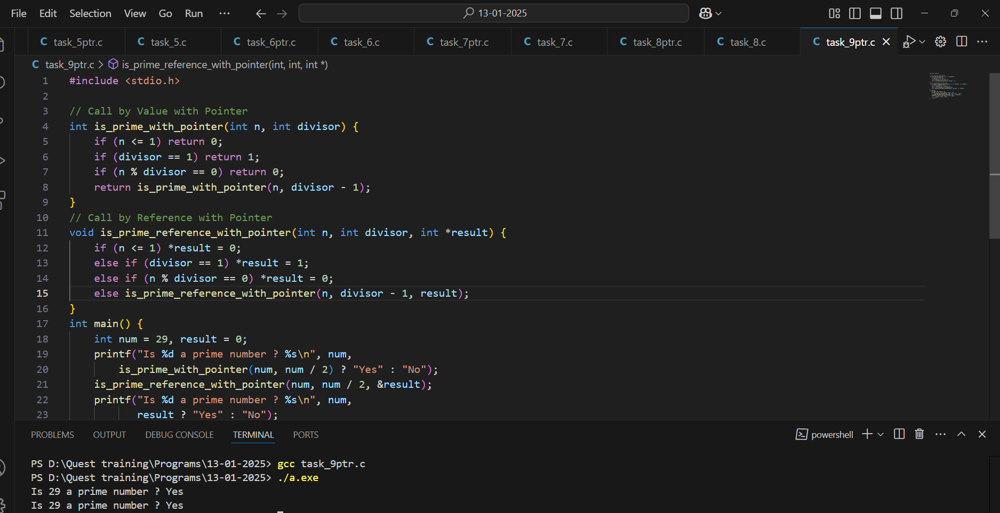 File Edit Selection View Go Run ··· 13-01-2025
C task_5ptr.c C task_5.c C task_6ptr.c C task_6.c C task_7ptr.c C task_7.c C task_8ptr.c C task_8.c C task_9ptr.c
C task_9ptr.c > is_prime_reference_with_pointer(int, int, int *)
1 #include <stdio.h>
2
3 // Call by Value with Pointer
4 int is_prime_with_pointer(int n, int divisor) {
5 if (n <= 1) return 0;
6 if (divisor == 1) return 1;
7 if (n % divisor == 0) return 0;
8 return is_prime_with_pointer(n, divisor - 1);
9 }
10 // Call by Reference with Pointer
11 void is_prime_reference_with_pointer(int n, int divisor, int *result) {
12 if (n <= 1) *result = 0;
13 else if (divisor == 1) *result = 1;
14 else if (n % divisor == 0) *result = 0;
15 else is_prime_reference_with_pointer(n, divisor - 1, result);
16 }
17 int main() {
18 int num = 29, result = 0;
19 printf("Is %d a prime number ? %s\n", num,
20 is_prime_with_pointer(num, num / 2) ? "Yes" : "No");
21 is_prime_reference_with_pointer(num, num / 2, &result);
22 printf("Is %d a prime number ? %s\n", num,
23 result ? "Yes" : "No");
PROBLEMS OUTPUT DEBUG CONSOLE TERMINAL PORTS powershell
PS D:\Quest training\Programs\13-01-2025> gcc task_9ptr.c
PS D:\Quest training\Programs\13-01-2025> ./a.exe
Is 29 a prime number ? Yes
Is 29 a prime number ? Yes